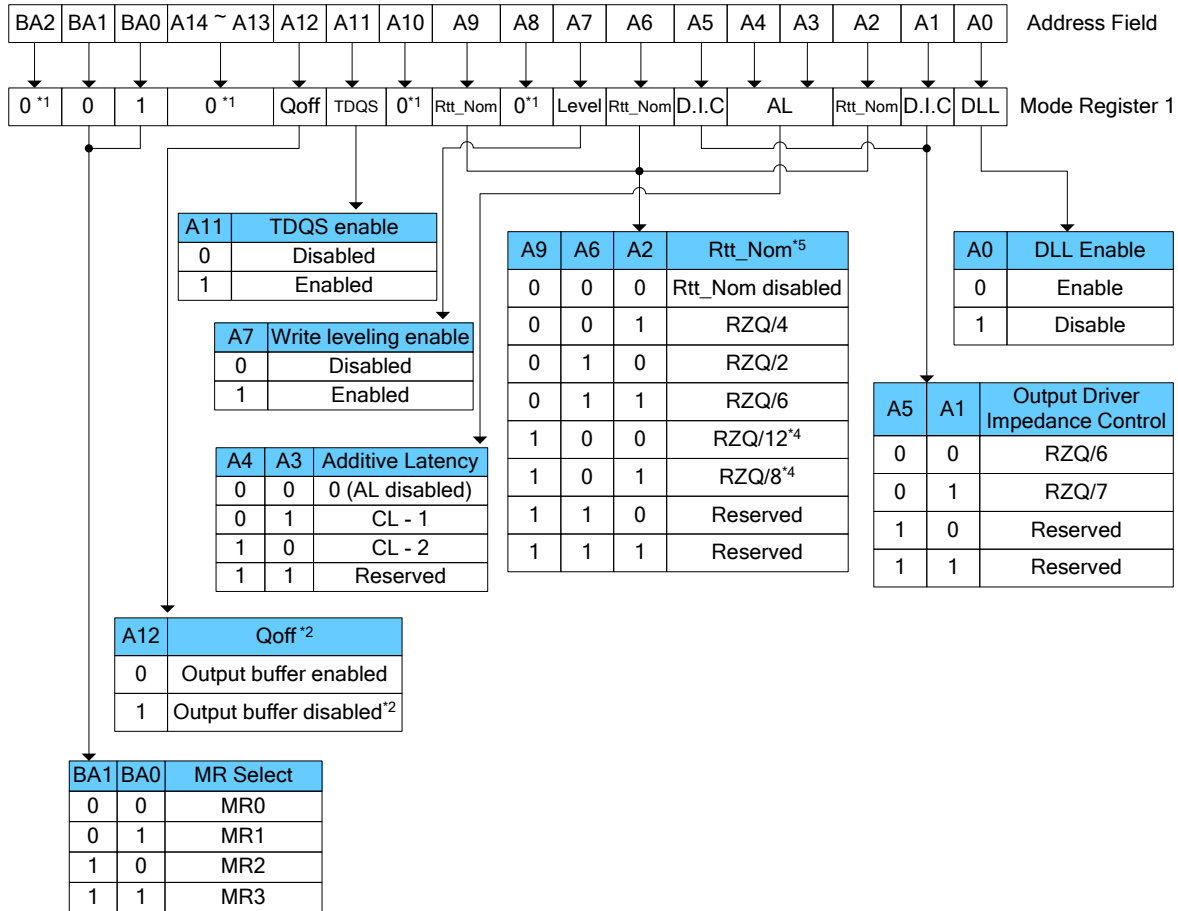 BA2 BA1 BA0 A14 ~ A13 A12 A11 A10 A9 A8 A7 A6 A5 A4 A3 A2 A1 A0 Address Field
0 *1 0 1 0 *1 Qoff TDQS 0*1 Rtt_Nom 0*1 Level Rtt_Nom D.I.C AL Rtt_Nom D.I.C DLL Mode Register 1
A11 TDQS enable
0 Disabled
1 Enabled
A7 Write leveling enable
0 Disabled
1 Enabled
A4 A3 Additive Latency
0 0 0 (AL disabled)
0 1 CL - 1
1 0 CL - 2
1 1 Reserved
A9 A6 A2 Rtt_Nom*5
0 0 0 Rtt_Nom disabled
0 0 1 RZQ/4
0 1 0 RZQ/2
0 1 1 RZQ/6
1 0 0 RZQ/12*4
1 0 1 RZQ/8*4
1 1 0 Reserved
1 1 1 Reserved
A0 DLL Enable
0 Enable
1 Disable
A5 A1 Output Driver
Impedance Control
0 0 RZQ/6
0 1 RZQ/7
1 0 Reserved
1 1 Reserved
A12 Qoff *2
0 Output buffer enabled
1 Output buffer disabled*2
BA1 BA0 MR Select
0 0 MR0
0 1 MR1
1 0 MR2
1 1 MR3